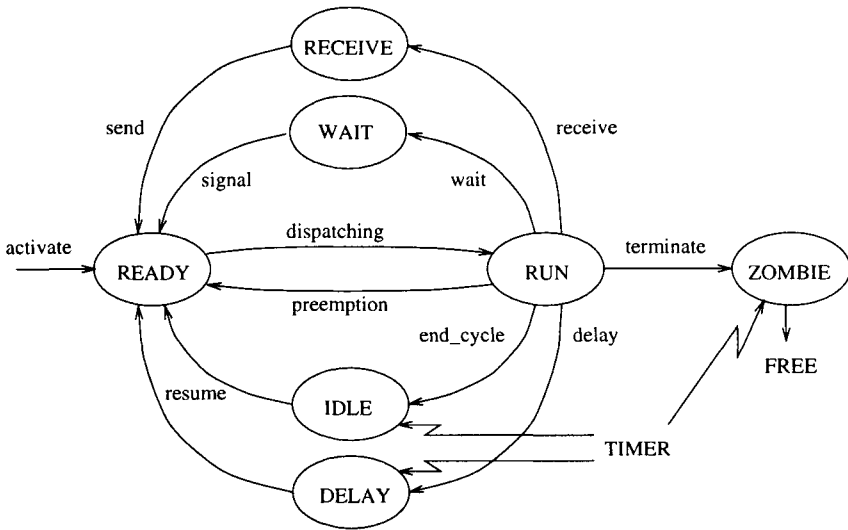 RECEIVE
send
WAIT
receive
signal
wait
activate
dispatching
terminate
READY
RUN
ZOMBIE
preemption
end_cycle
delay
FREE
resume
IDLE
TIMER
DELAY